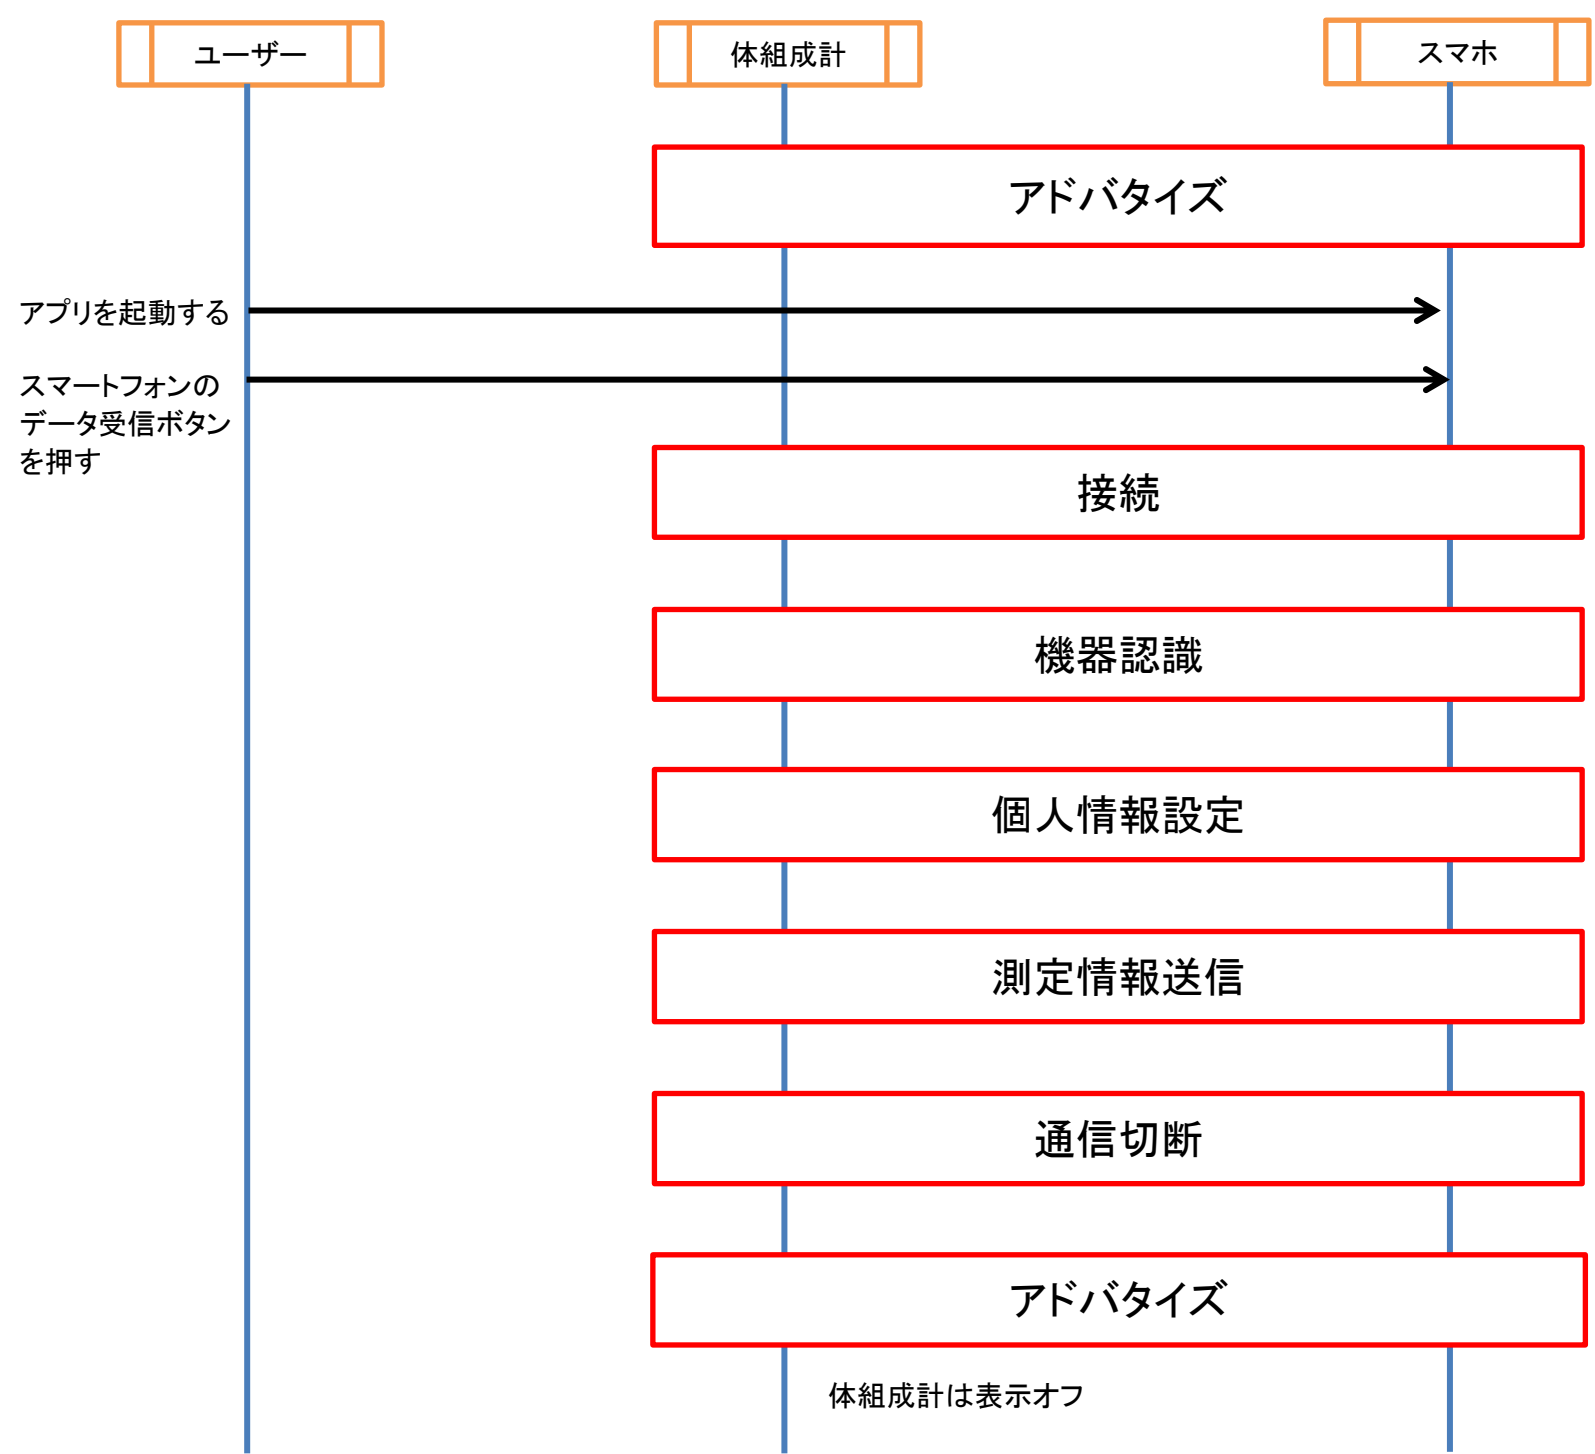 ユーザー
体組成計
スマホ
アドバタイズ
アプリを起動する
スマートフォンの
データ受信ボタン
を押す
接続
機器認識
個人情報設定
測定情報送信
通信切断
アドバタイズ
体組成計は表示オフ